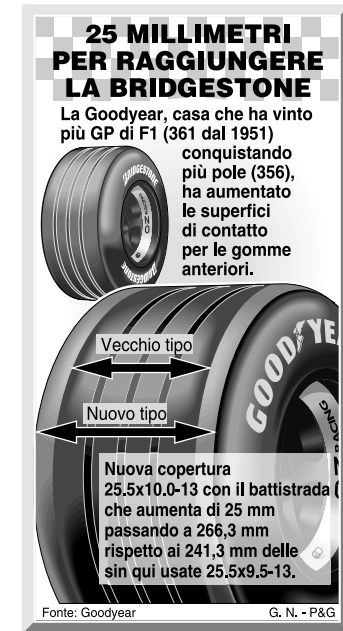 25 MILLIMETRI
PER RAGGIUNGERE
LA BRIDGESTONE
La Goodyear, casa che ha vinto
più GP di F1 (361 dal 1951)
conquistando
più pole (356),
ha aumentato
le superfici
di contatto
per le gomme
anteriori.
BRIDGESTONE
BRIDGESTONE
Vecchio tipo
Nuovo tipo
GOODYE
RACING
Nuova copertura
25.5x10.0-13 con il battistrada
che aumenta di 25 mm
passando a 266,3 mm
rispetto ai 241,3 mm delle
sin qui usate 25.5x9.5-13.
Fonte: Goodyear
G. N. - P&G